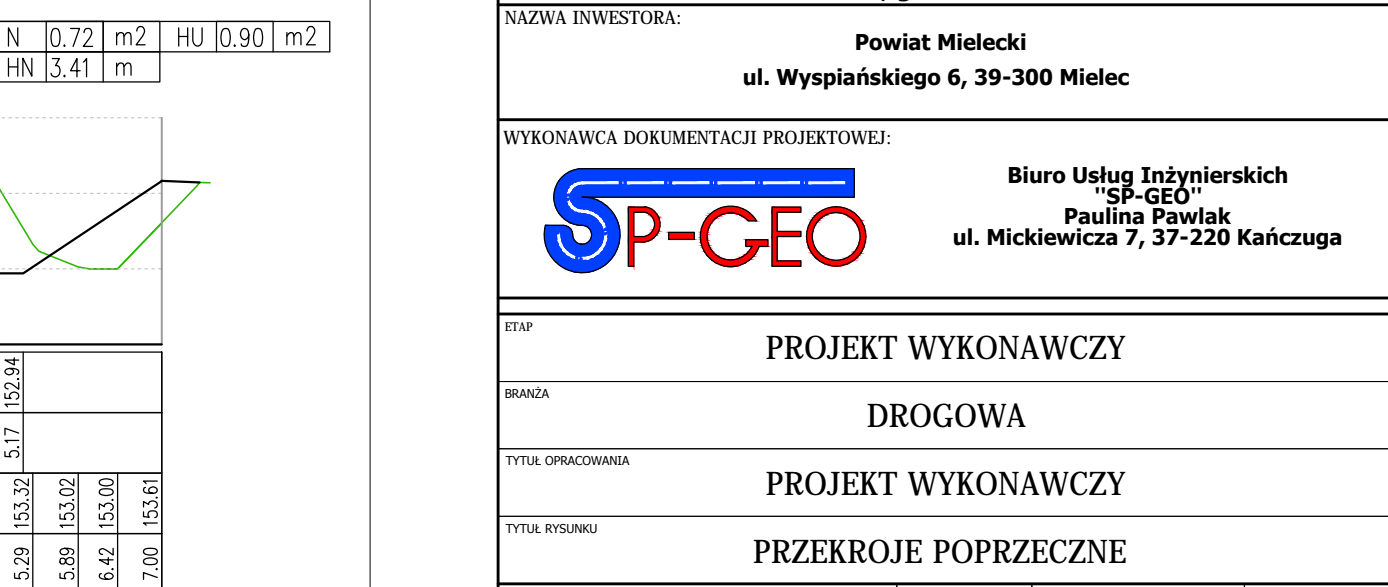 N 0.72 m2 HU 0.90 m2
HN 3.41 m
152.94
5.17
153.32 153.02 153.00 153.61
5.29 5.89 6.42 7.00
NAZWA INWESTORA:
Powiat Mielecki
ul. Wyspiańskiego 6, 39-300 Mielec
WYKONAWCA DOKUMENTACJI PROJEKTOWEJ:
SP-GEO
Biuro Usług Inżynierskich
"SP-GEO"
Paulina Pawlak
ul. Mickiewicza 7, 37-220 Kańczuga
ETAP
PROJEKT WYKONAWCZY
BRANŻA
DROGOWA
TYTUŁ OPRACOWANIA
PROJEKT WYKONAWCZY
TYTUŁ RYSUNKU
PRZEKROJE POPRZECZNE